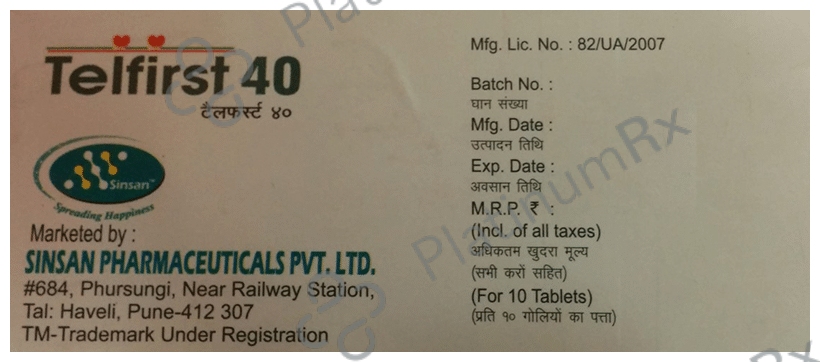 Telfirst 40
टैलफर्स्ट ४०
Sinsan™
Spreading Happiness
Marketed by :
SINSAN PHARMACEUTICALS PVT. LTD.
#684, Phursungi, Near Railway Station,
Tal: Haveli, Pune-412 307
TM-Trademark Under Registration
Mfg. Lic. No. : 82/UA/2007
Batch No. :
घान संख्या
Mfg. Date :
उत्पादन तिथि
Exp. Date :
अवसान तिथि
M.R.P. ₹ :
(Incl. of all taxes)
अधिकतम खुदरा मूल्य
(सभी करों सहित)
(For 10 Tablets)
(प्रति १० गोलियों का पत्ता)
PlatinumRx